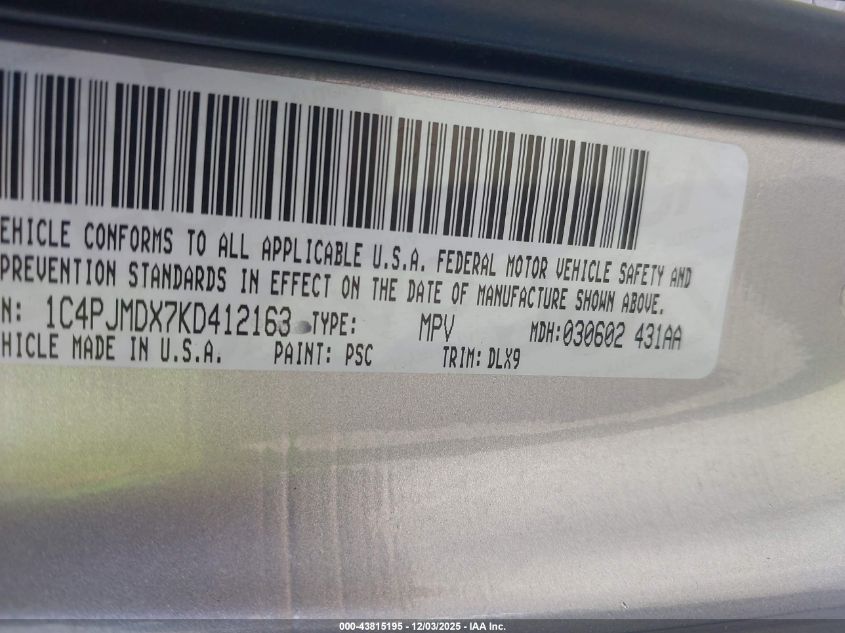 EHICLE CONFORMS TO ALL APPLICABLE U.S.A. FEDERAL MOTOR VEHICLE SAFETY AND
PREVENTION STANDARDS IN EFFECT ON THE DATE OF MANUFACTURE SHOWN ABOVE.
N: 1C4PJMDX7KD412163 TYPE: MPV MDH:030602 431AA
HICLE MADE IN U.S.A. PAINT: PSC TRIM: DLX9
000-43815195 - 12/03/2025 - IAA Inc.